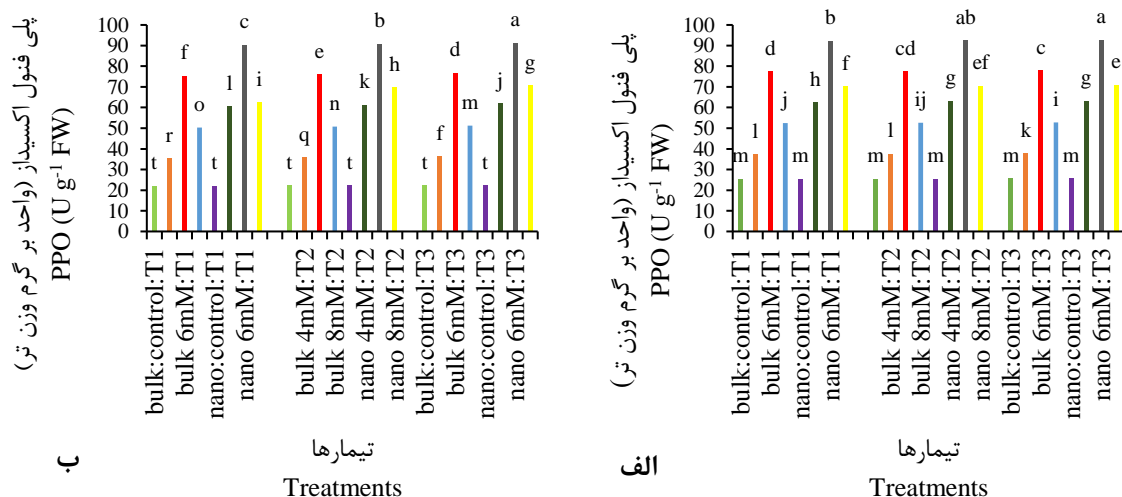 پلی فنول اکسیداز (واحد بر گرم وزن تر)
PPO (U g-1 FW)
100
90
80
70
60
50
40
30
20
10
0
t r f o t l c i t q e n t k b h t f d m t j a g
bulk:control:T1
bulk 6mM:T1
nano:control:T1
nano 6mM:T1
bulk 4mM:T2
bulk 8mM:T2
nano 4mM:T2
nano 8mM:T2
bulk:control:T3
bulk 6mM:T3
nano:control:T3
nano 6mM:T3
تیمارها
Treatments
ب
پلی فنول اکسیداز (واحد بر گرم وزن تر)
PPO (U g-1 FW)
100
90
80
70
60
50
40
30
20
10
0
m l d j m h b f m l cd ij m g ab ef m k c i m g a e
bulk:control:T1
bulk 6mM:T1
nano:control:T1
nano 6mM:T1
bulk 4mM:T2
bulk 8mM:T2
nano 4mM:T2
nano 8mM:T2
bulk:control:T3
bulk 6mM:T3
nano:control:T3
nano 6mM:T3
تیمارها
Treatments
الف